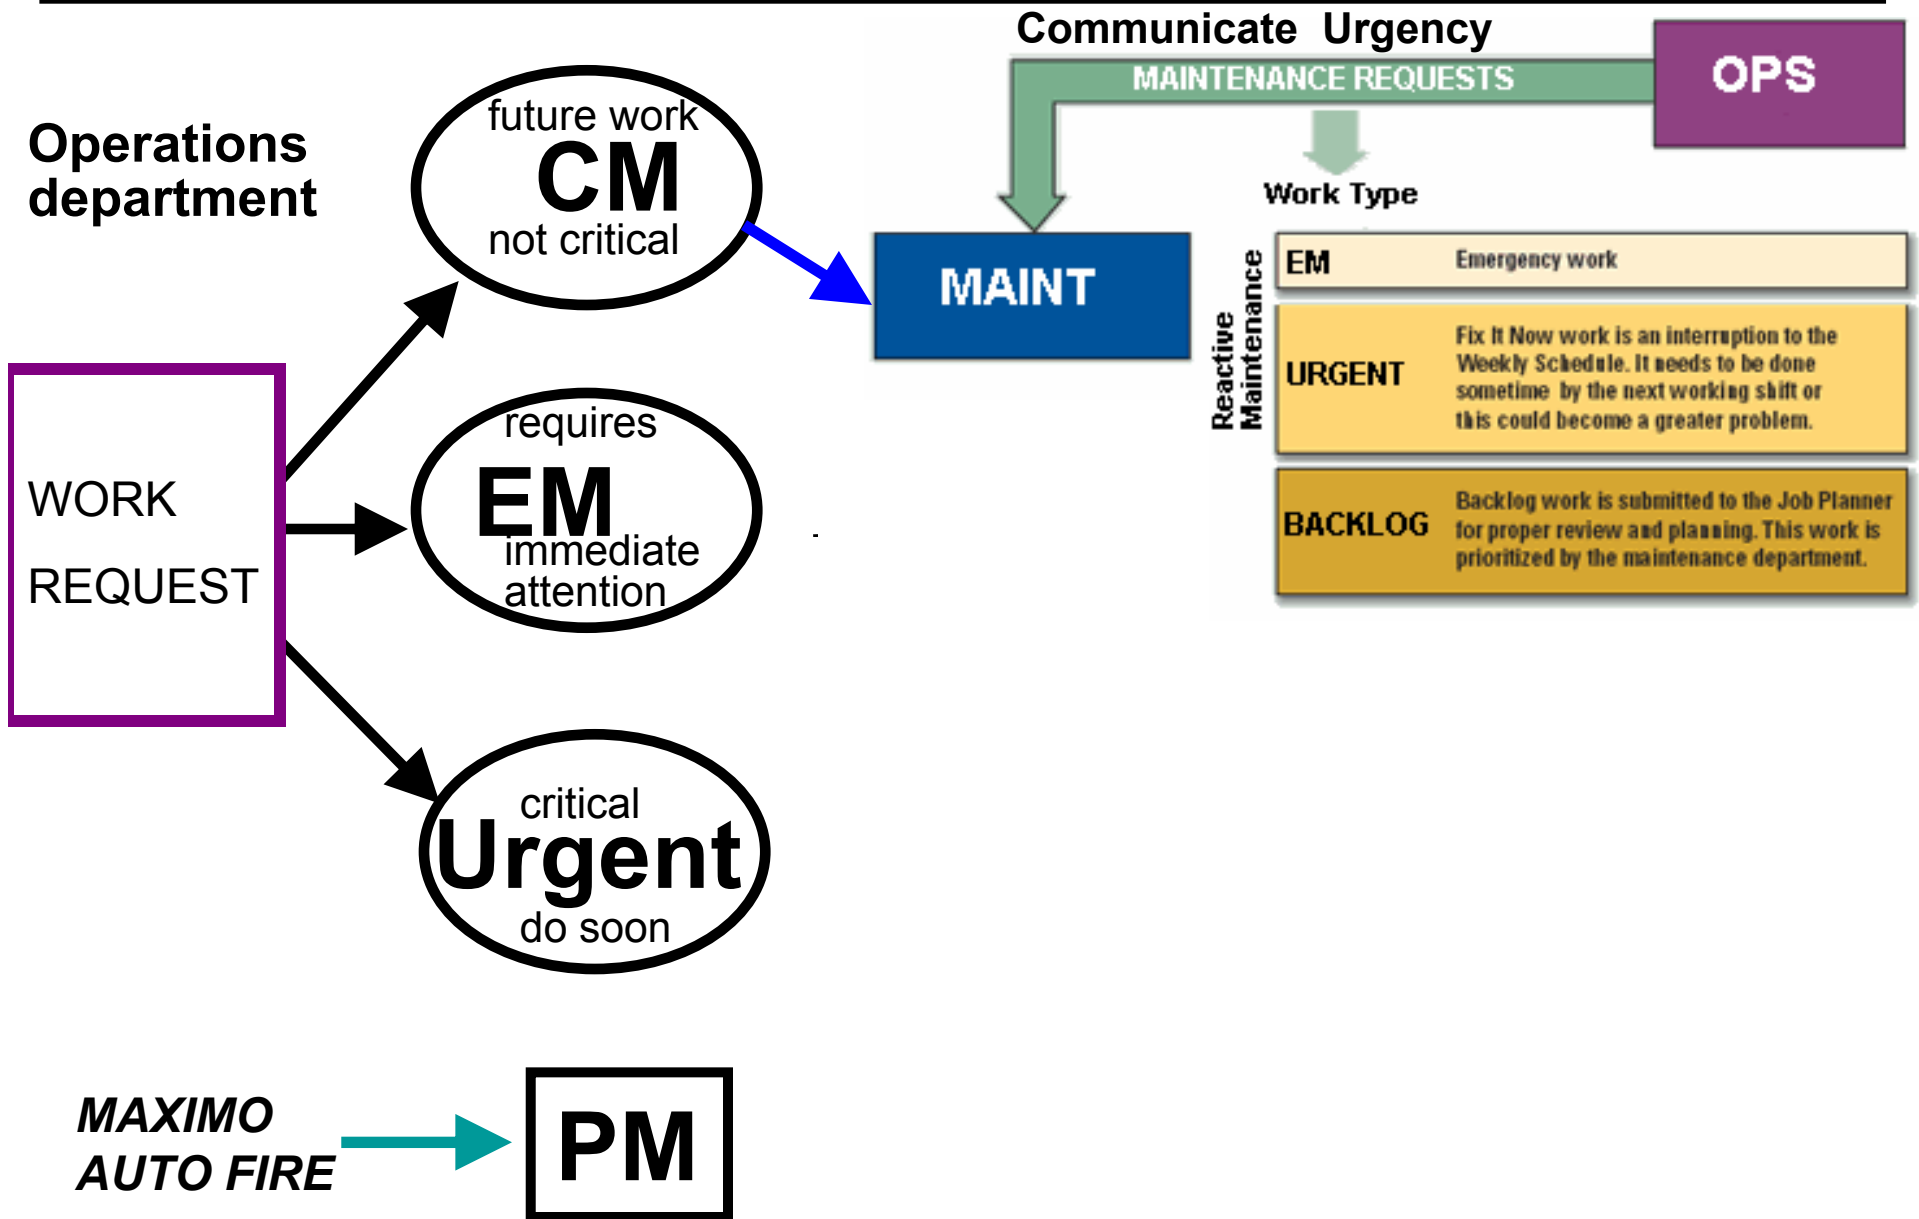 Communicate Urgency
MAINTENANCE REQUESTS
OPS
Operations
department
future work
CM
not critical
Work Type
MAINT
Reactive
Maintenance
EM
Emergency work
URGENT
Fix It Now work is an interruption to the
Weekly Schedule. It needs to be done
sometime by the next working shift or
this could become a greater problem.
BACKLOG
Backlog work is submitted to the Job Planner
for proper review and planning. This work is
prioritized by the maintenance department.
WORK
REQUEST
requires
EM
immediate
attention
critical
Urgent
do soon
MAXIMO
AUTO FIRE
PM